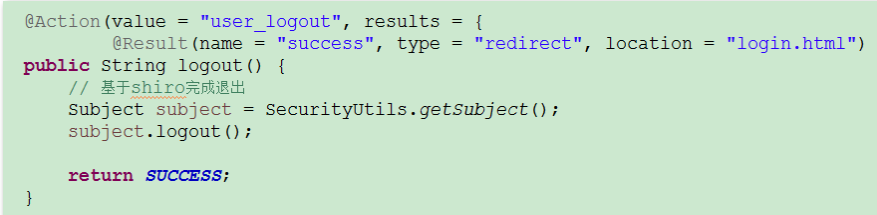 @Action(value = "user_logout", results = {
@Result(name = "success", type = "redirect", location = "login.html")
public String logout() {
// 基于shiro完成退出
Subject subject = SecurityUtils.getSubject();
subject.logout();
return SUCCESS;
}